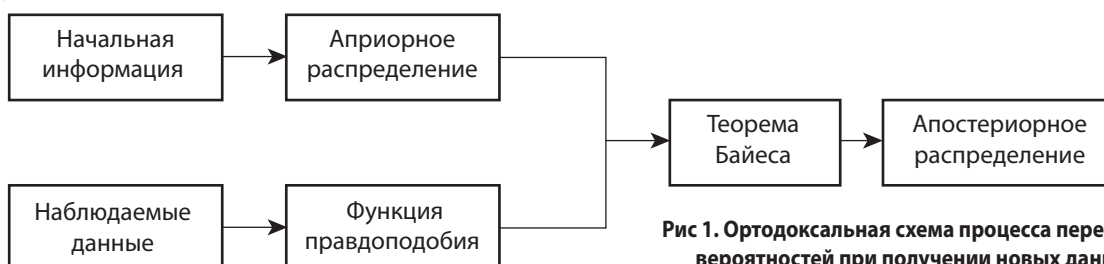 Начальная
информация
Априорное
распределение
Теорема
Байеса
Апостериорное
распределение
Наблюдаемые
данные
Функция
правдоподобия
Рис 1. Ортодоксальная схема процесса
вероятностей при получении новых